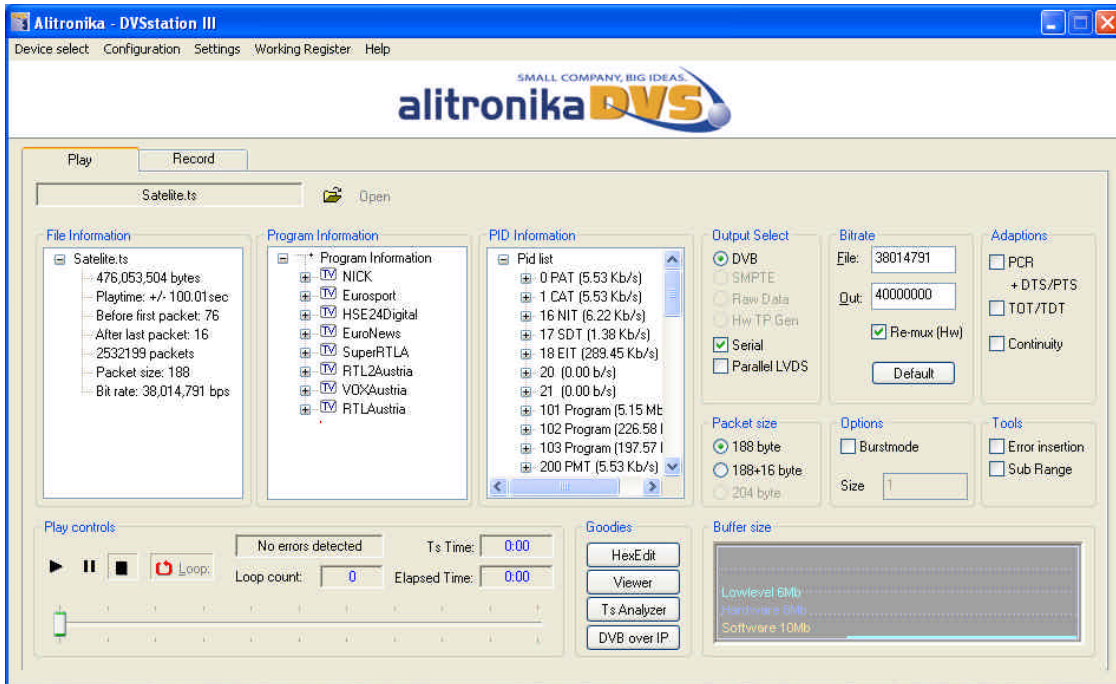 Alitronika - DVSstation III
Device select Configuration Settings Working Register Help
SMALL COMPANY, BIG IDEAS.
alitronika DVS
Play Record
Satelite.ts Open
File Information
Satelite.ts
476,053,504 bytes
Playtime: +/- 100.01sec
Before first packet: 76
After last packet: 16
2532199 packets
Packet size: 188
Bit rate: 38,014,791 bps
Program Information
Program Information
TV NICK
TV Eurosport
TV HSE24Digital
TV EuroNews
TV SuperRTLA
TV RTL2Austria
TV VOXAustria
TV RTLAustria
PID Information
Pid list
0 PAT (5.53 Kb/s)
1 CAT (5.53 Kb/s)
16 NIT (6.22 Kb/s)
17 SDT (1.38 Kb/s)
18 EIT (289.45 Kb/s)
20 (0.00 b/s)
21 (0.00 b/s)
101 Program (5.15 Mb
102 Program (226.58
103 Program (197.57
200 PMT (5.53 Kb/s)
Output Select
DVB
SMPTE
Raw Data
Hw TP Gen
Serial
Parallel LVDS
Bitrate
File: 38014791
Out: 40000000
Re-mux (Hw)
Default
Adaptions
PCR
+ DTS/PTS
TOT/TDT
Continuity
Packet size
188 byte
188+16 byte
204 byte
Options
Burstmode
Size 1
Tools
Error insertion
Sub Range
Play controls
Loop:
No errors detected
Ts Time: 0:00
Loop count: 0
Elapsed Time: 0:00
Goodies
HexEdit
Viewer
Ts Analyzer
DVB over IP
Buffer size
Lowlevel 6Mb
Hardware
Software 10Mb